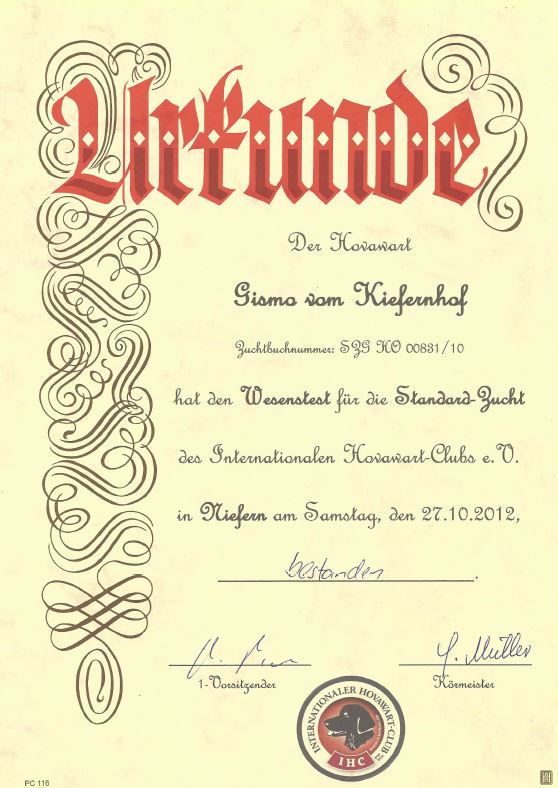 Urkunde
Der Hovawart
Gismo vom Kiefernhof
Zuchtbuchnummer: SZG HO 00831/10
hat den Wesenstest für die Standard-Zucht
des Internationalen Hovawart-Clubs e.V.
in Niefern am Samstag, den 27.10.2012,
bestanden.
Müller
1-Vorsitzender
Körmeister
INTERNATIONALER HOVAWART-CLUB
IHC
PC 116